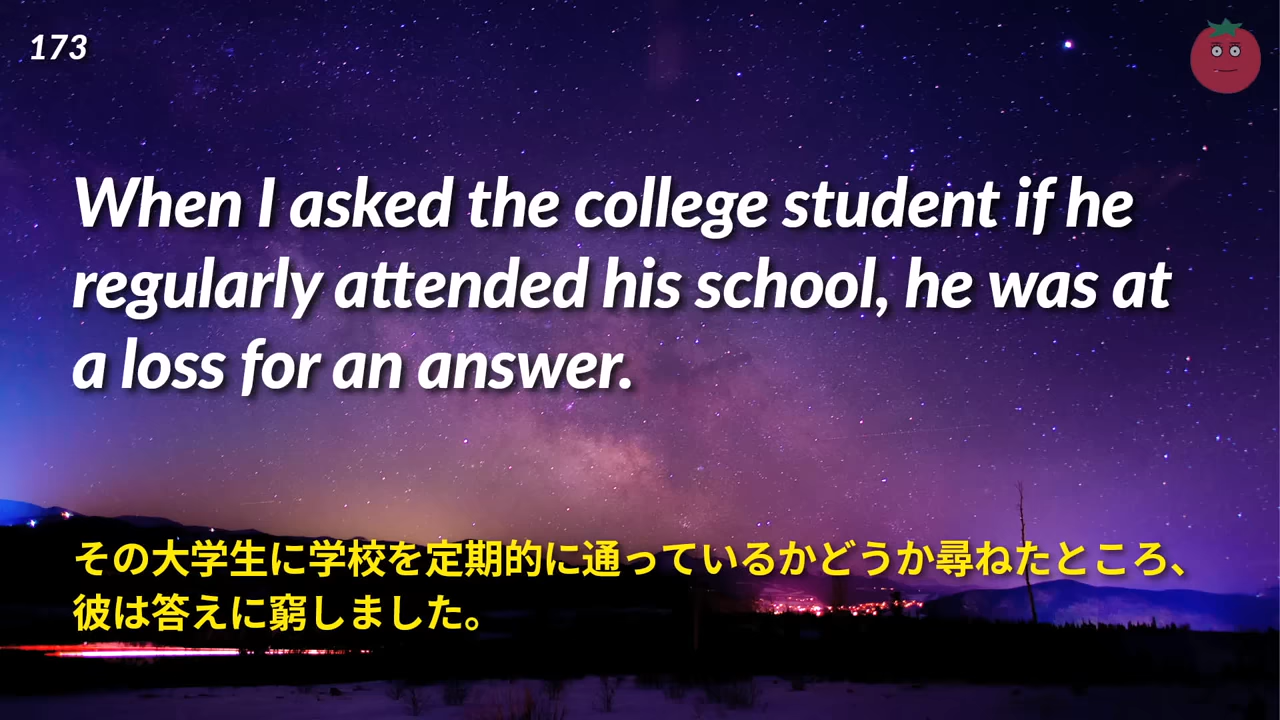 173
When I asked the college student if he
regularly attended his school, he was at
a loss for an answer.
その大学生に学校を定期的に通っているかどうか尋ねたところ、
彼は答えに窮しました。